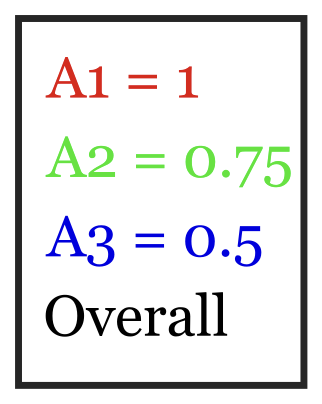 A1 = 1
A2 = 0.75
A3 = 0.5
Overall